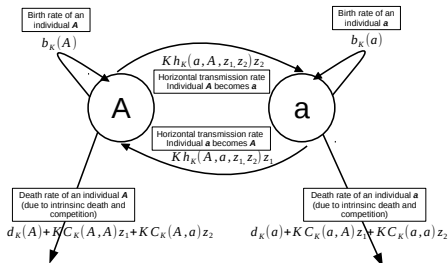 Birth rate of an
individual A
b_K(A)
Birth rate of
an individual a
b_K(a)
K h_K(a, A, z_1, z_2) z_2
Horizontal transmission rate
Individual A becomes a
A
a
Horizontal transmission rate
Individual a becomes A
K h_K(A, a, z_1, z_2) z_1
Death rate of an individual A
(due to intrinsic death and
competition)
d_K(A)+K C_K(A, A) z_1+K C_K(A, a) z_2
Death rate of an individual a
(due to intrinsinc death and
competition)
d_K(a)+K C_K(a, A) z_1+K C_K(a, a) z_2